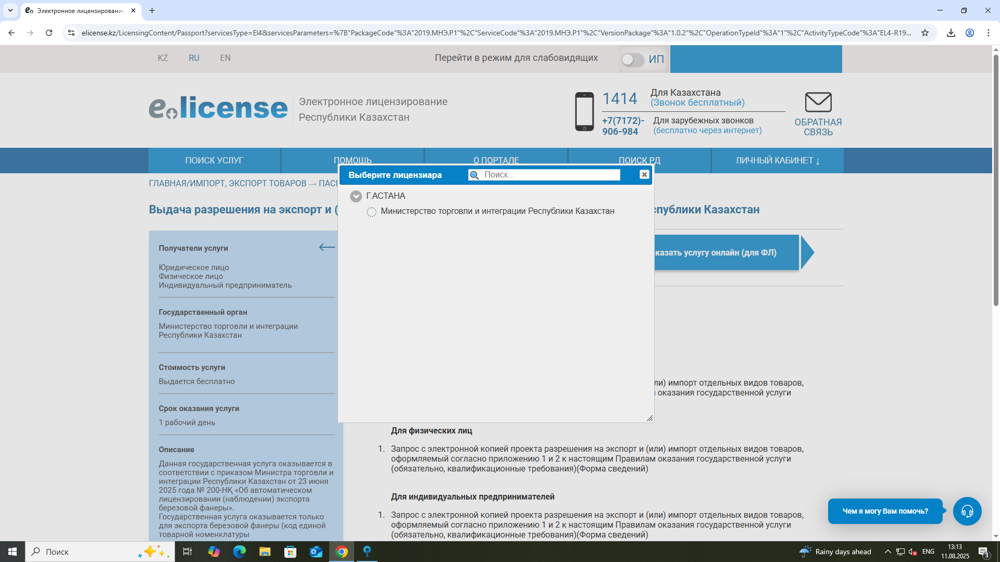 Электронное лицензирование
elicense.kz/LicensingContent/Passport?servicesType=El4&servicesParameters=%7B"PackageCode"%3A"2019.МНЭ.Р1"%2C"ServiceCode"%3A"2019.МНЭ.Р1"%2C"VersionPackage"%3A"1.0.2"%2C"OperationTypeId"%3A"1"%2C"ActivityTypeCode"%3A"EL4-R19...
KZ RU EN Перейти в режим для слабовидящих ИП
e.license
Электронное лицензирование
Республики Казахстан
1414
Для Казахстана
(Звонок бесплатный)
+7(7172)-
906-984
Для зарубежных звонков
(бесплатно через интернет)
ОБРАТНАЯ
СВЯЗЬ
ПОИСК УСЛУГ ПОМОЩЬ О ПОРТАЛЕ ПОИСК РД ЛИЧНЫЙ КАБИНЕТ ↓
ГЛАВНАЯ/ИМПОРТ, ЭКСПОРТ ТОВАРОВ → ПАСП
Выдача разрешения на экспорт и (
спублики Казахстан
Выберите лицензиара
Поиск...
Г.АСТАНА
Министерство торговли и интеграции Республики Казахстан
Получатели услуги
Юридическое лицо
Физическое лицо
Индивидуальный предприниматель
Государственный орган
Министерство торговли и интеграции
Республики Казахстан
Стоимость услуги
Выдается бесплатно
Срок оказания услуги
1 рабочий день
Описание
Данная государственная услуга оказывается в
соответствии с приказом Министра торговли и
интеграции Республики Казахстан от 23 июня
2025 года № 200-НҚ «Об автоматическом
лицензировании (наблюдении) экспорта
березовой фанеры».
Государственная услуга оказывается только
для экспорта березовой фанеры (код единой
товарной номенклатуры
казать услугу онлайн (для ФЛ)
ли) импорт отдельных видов товаров,
оказания государственной услуги
Для физических лиц
1. Запрос с электронной копией проекта разрешения на экспорт и (или) импорт отдельных видов товаров,
оформляемый согласно приложению 1 и 2 к настоящим Правилам оказания государственной услуги
(обязательно, квалификационные требования)(Форма сведений)
Для индивидуальных предпринимателей
1. Запрос с электронной копией проекта разрешения на экспорт и (или) импорт отдельных видов товаров,
оформляемый согласно приложению 1 и 2 к настоящим Правилам оказания государственной услуги
(обязательно, квалификационные требования)(Форма сведений)
Чем я могу Вам помочь?
Поиск
Rainy days ahead
ENG
13:13
11.08.2025
3